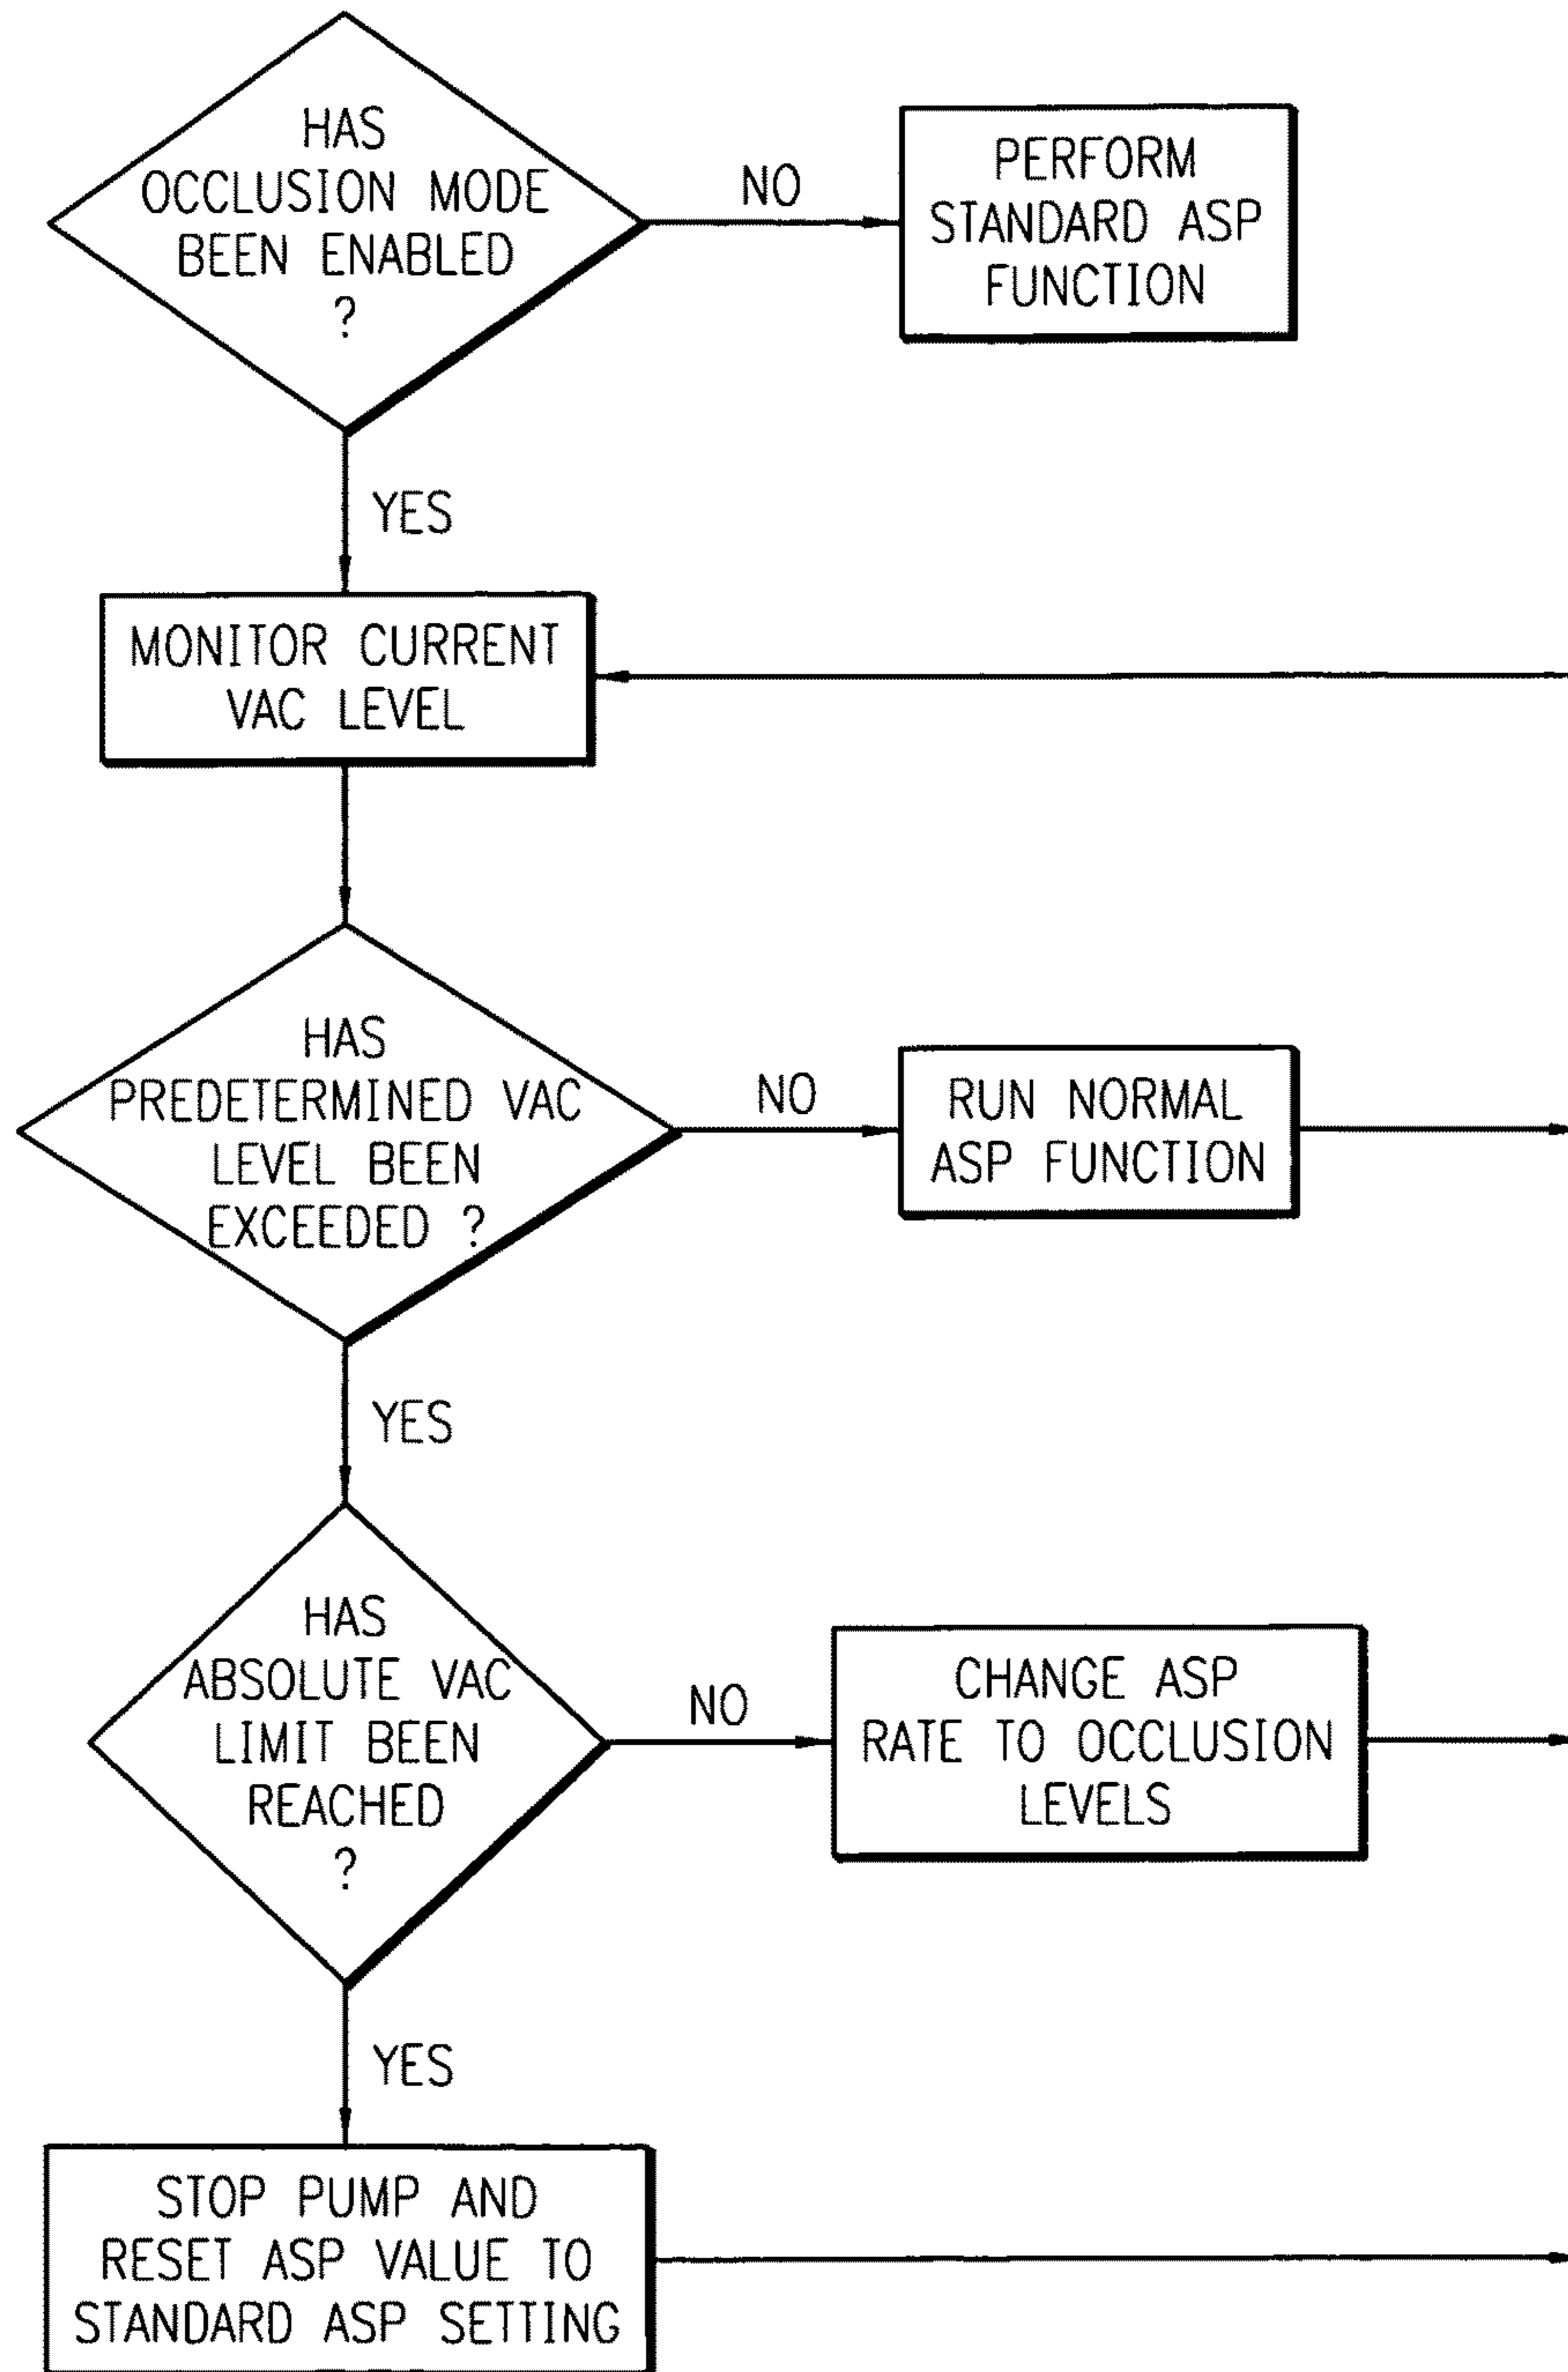 HAS
OCCLUSION MODE
BEEN ENABLED
?
NO
PERFORM
STANDARD ASP
FUNCTION
YES
MONITOR CURRENT
VAC LEVEL
HAS
PREDETERMINED VAC
LEVEL BEEN
EXCEEDED ?
NO
RUN NORMAL
ASP FUNCTION
YES
HAS
ABSOLUTE VAC
LIMIT BEEN
REACHED
?
NO
CHANGE ASP
RATE TO OCCLUSION
LEVELS
YES
STOP PUMP AND
RESET ASP VALUE TO
STANDARD ASP SETTING